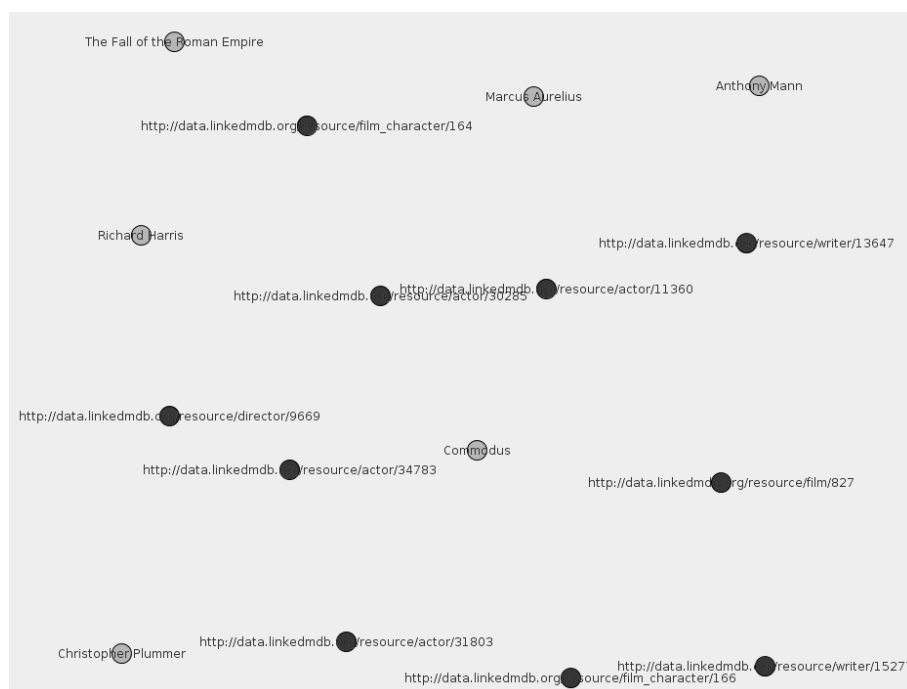 The Fall of the Roman Empire
Anthony Mann
Marcus Aurelius
http://data.linkedmdb.org/resource/film_character/164
Richard Harris
http://data.linkedmdb.org/resource/writer/13647
http://data.linkedmdb.org/resource/actor/30285
http://data.linkedmdb.org/resource/actor/11360
http://data.linkedmdb.org/resource/director/9669
Commodus
http://data.linkedmdb.org/resource/actor/34783
http://data.linkedmdb.org/resource/film/827
http://data.linkedmdb.org/resource/actor/31803
Christopher Plummer
http://data.linkedmdb.org/resource/writer/15277
http://data.linkedmdb.org/resource/film_character/166